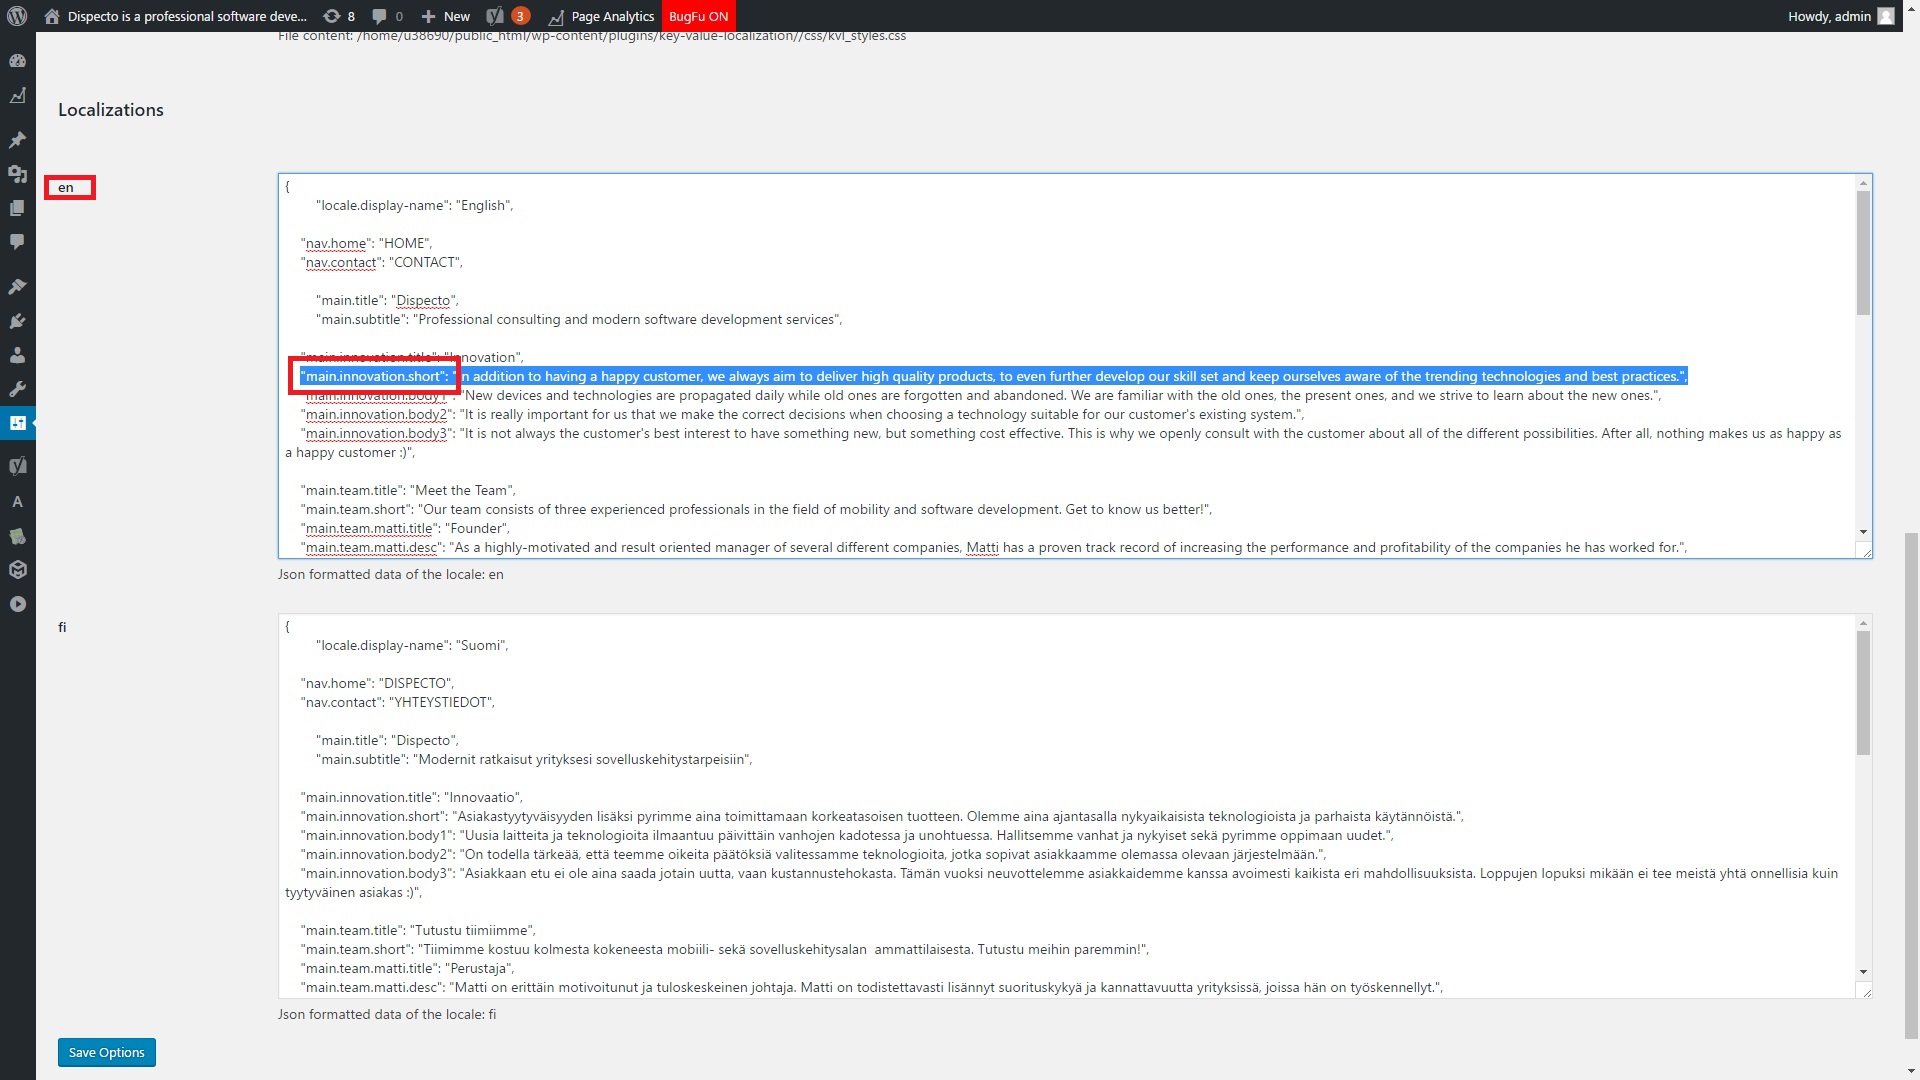 Dispecto is a professional software deve... 8 0 New 3 Page Analytics BugFu ON Howdy, admin
File content: /home/u38690/public_html/wp-content/plugins/key-value-localization//css/kvl_styles.css
Localizations
en
{
"locale.display-name": "English",
"nav.home": "HOME",
"nav.contact": "CONTACT",
"main.title": "Dispecto",
"main.subtitle": "Professional consulting and modern software development services",
"main.innovation.title": "Innovation",
"main.innovation.short": "In addition to having a happy customer, we always aim to deliver high quality products, to even further develop our skill set and keep ourselves aware of the trending technologies and best practices.",
"main.innovation.body1": "New devices and technologies are propagated daily while old ones are forgotten and abandoned. We are familiar with the old ones, the present ones, and we strive to learn about the new ones.",
"main.innovation.body2": "It is really important for us that we make the correct decisions when choosing a technology suitable for our customer's existing system.",
"main.innovation.body3": "It is not always the customer's best interest to have something new, but something cost effective. This is why we openly consult with the customer about all of the different possibilities. After all, nothing makes us as happy as
a happy customer :)",
"main.team.title": "Meet the Team",
"main.team.short": "Our team consists of three experienced professionals in the field of mobility and software development. Get to know us better!",
"main.team.matti.title": "Founder",
"main.team.matti.desc": "As a highly-motivated and result oriented manager of several different companies, Matti has a proven track record of increasing the performance and profitability of the companies he has worked for.",
Json formatted data of the locale: en
fi
{
"locale.display-name": "Suomi",
"nav.home": "DISPECTO",
"nav.contact": "YHTEYSTIEDOT",
"main.title": "Dispecto",
"main.subtitle": "Modernit ratkaisut yrityksesi sovelluskehitystarpeisiin",
"main.innovation.title": "Innovaatio",
"main.innovation.short": "Asiakastyytyväisyyden lisäksi pyrimme aina toimittamaan korkeatasoisen tuotteen. Olemme aina ajantasalla nykyaikaisista teknologioista ja parhaista käytännöistä.",
"main.innovation.body1": "Uusia laitteita ja teknologioita ilmaantuu päivittäin vanhojen kadotessa ja unohtuessa. Hallitsemme vanhat ja nykyiset sekä pyrimme oppimaan uudet.",
"main.innovation.body2": "On todella tärkeää, että teemme oikeita päätöksiä valitessamme teknologioita, jotka sopivat asiakkaamme olemassa olevaan järjestelmään.",
"main.innovation.body3": "Asiakkaan etu ei ole aina saada jotain uutta, vaan kustannustehokasta. Tämän vuoksi neuvottelemme asiakkaidemme kanssa avoimesti kaikista eri mahdollisuuksista. Loppujen lopuksi mikään ei tee meistä yhtä onnellisia kuin
tyytyväinen asiakas :)",
"main.team.title": "Tutustu tiimiimme",
"main.team.short": "Tiimimme kostuu kolmesta kokeneesta mobiili- sekä sovelluskehitysalan  ammattilaisesta. Tutustu meihin paremmin!",
"main.team.matti.title": "Perustaja",
"main.team.matti.desc": "Matti on erittäin motivoitunut ja tuloskeskeinen johtaja. Matti on todistettavasti lisännyt suorituskykyä ja kannattavuutta yrityksissä, joissa hän on työskennellyt.",
Json formatted data of the locale: fi
Save Options